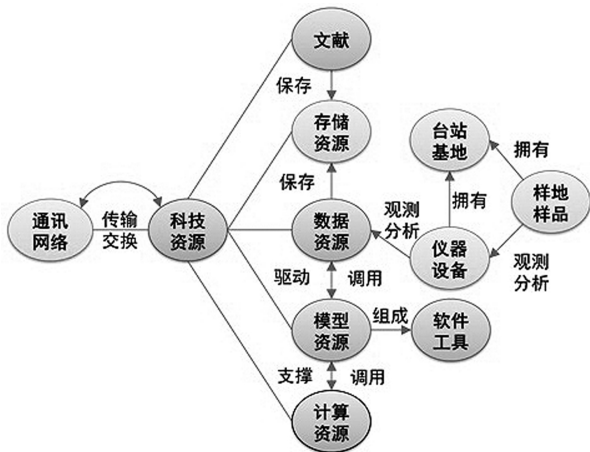 文献
保存
存储
资源
台站
基地
拥有
保存
样地
样品
通讯
网络
传输
交换
科技
资源
数据
资源
观测
分析
拥有
仪器
设备
观测
分析
驱动
调用
模型
资源
组成
软件
工具
支撑
调用
计算
资源